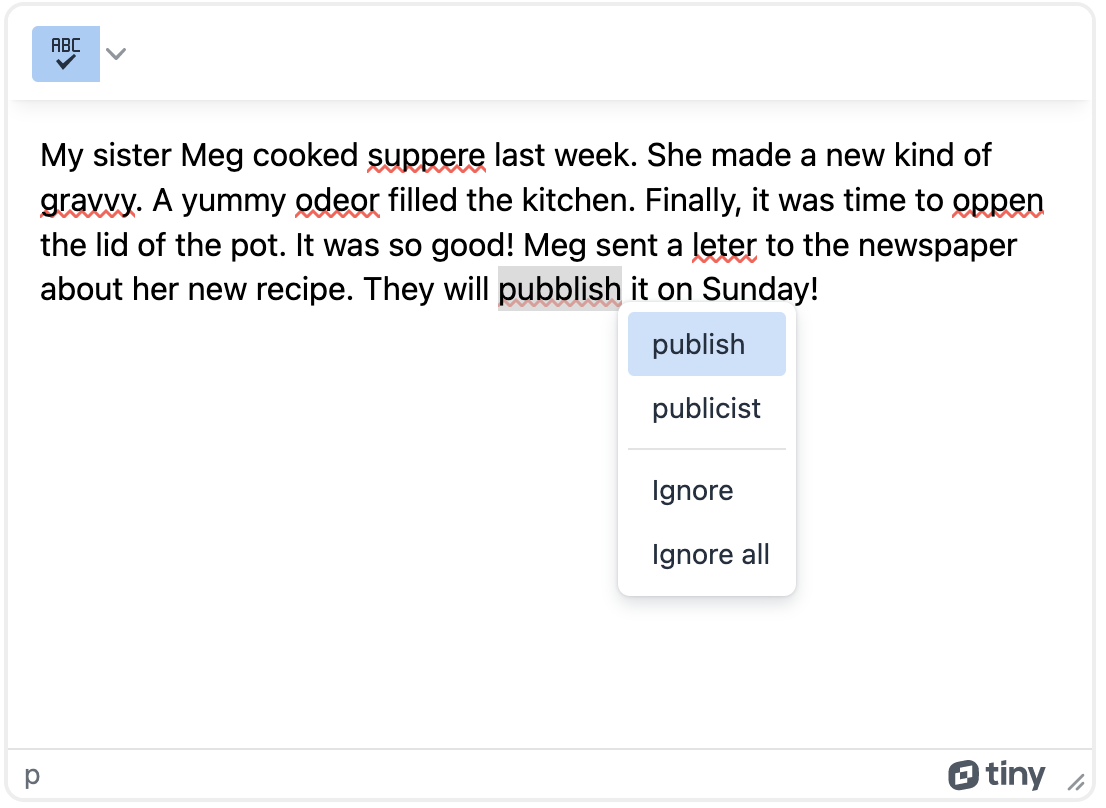 ABC
My sister Meg cooked suppere last week. She made a new kind of
gravvy. A yummy odeor filled the kitchen. Finally, it was time to oppen
the lid of the pot. It was so good! Meg sent a leter to the newspaper
about her new recipe. They will pubblish it on Sunday!
publish
publicist
Ignore
Ignore all
p
tiny